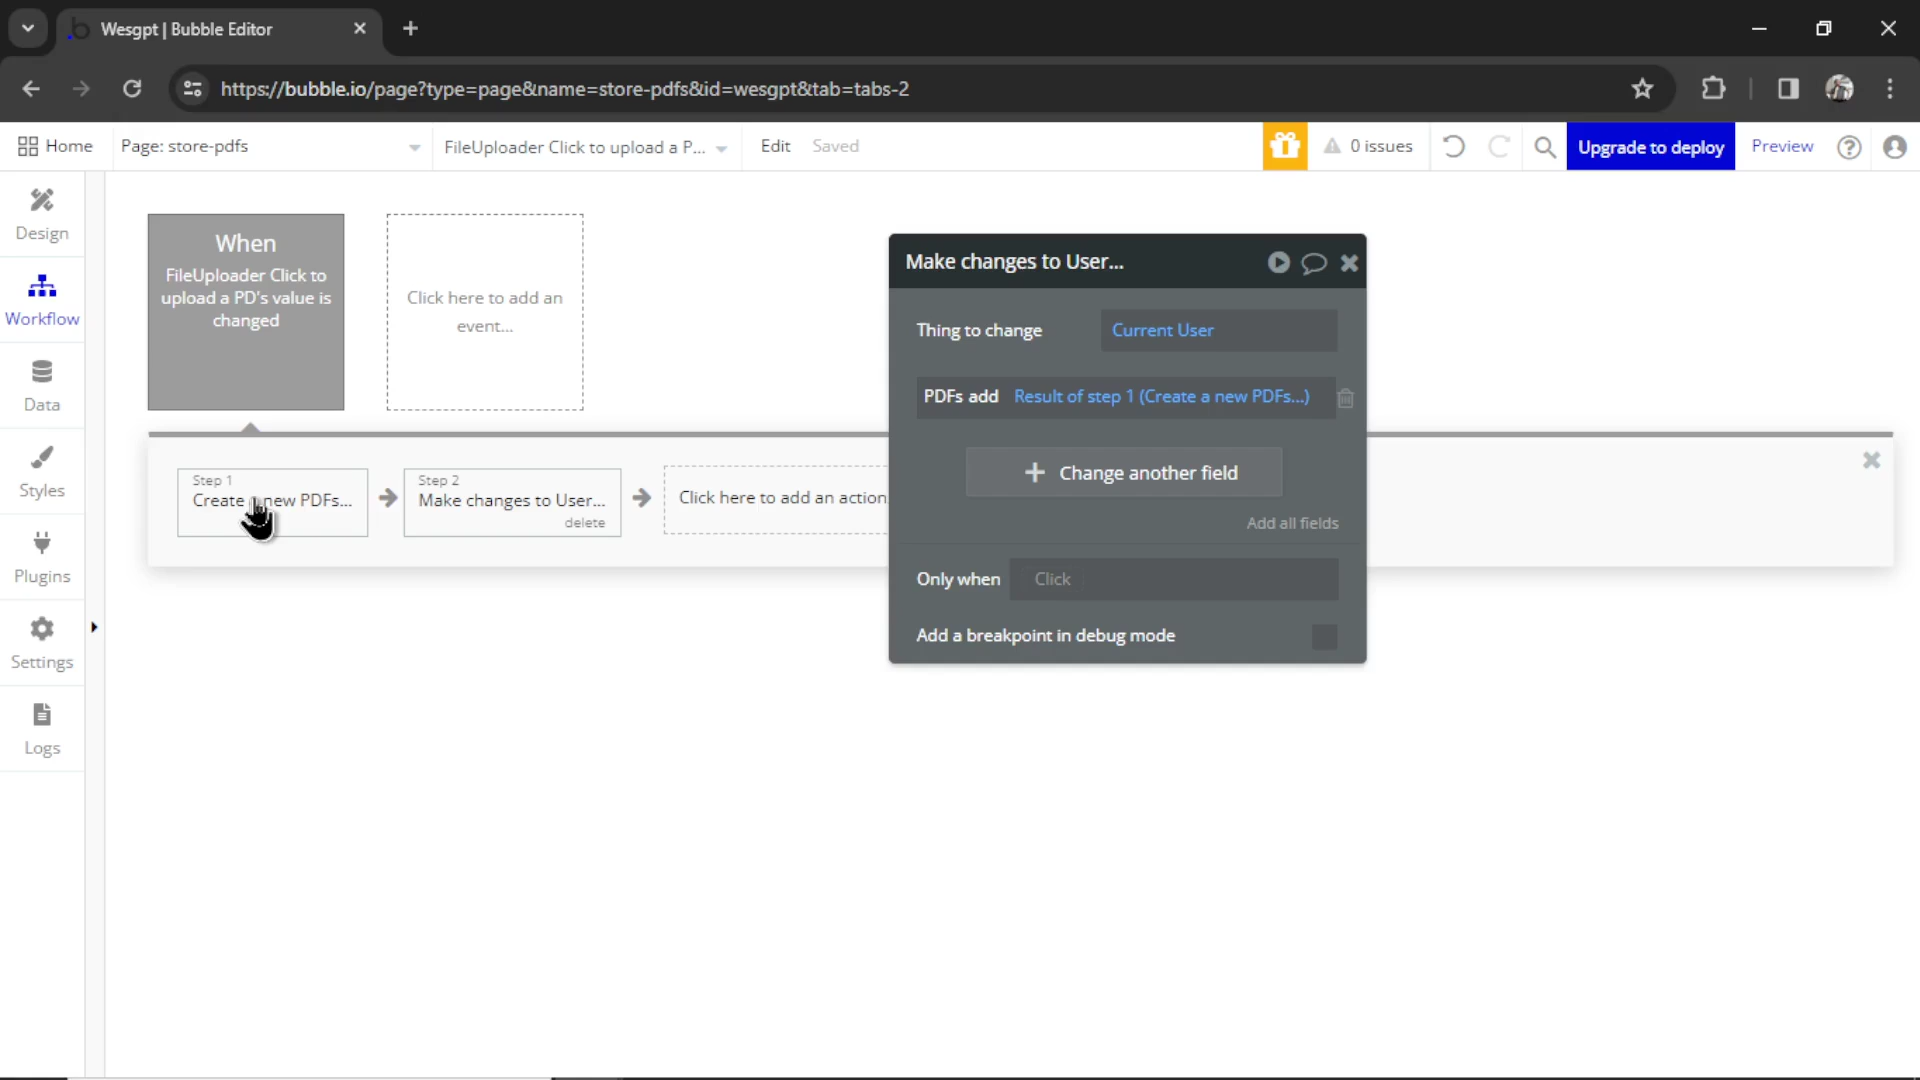 Wesgpt | Bubble Editor
https://bubble.io/page?type=page&name=store-pdfs&id=wesgpt&tab=tabs-2
Home
Page: store-pdfs
FileUploader Click to upload a P...
Edit
Saved
0 issues
Upgrade to deploy
Preview
Design
Workflow
Data
Styles
Plugins
Settings
Logs
When
FileUploader Click to
upload a PD's value is
changed
Click here to add an
event...
Step 1
Create a new PDFs...
Step 2
Make changes to User...
delete
Click here to add an action
Make changes to User...
Thing to change
Current User
PDFs add Result of step 1 (Create a new PDFs...)
Change another field
Add all fields
Only when
Click
Add a breakpoint in debug mode